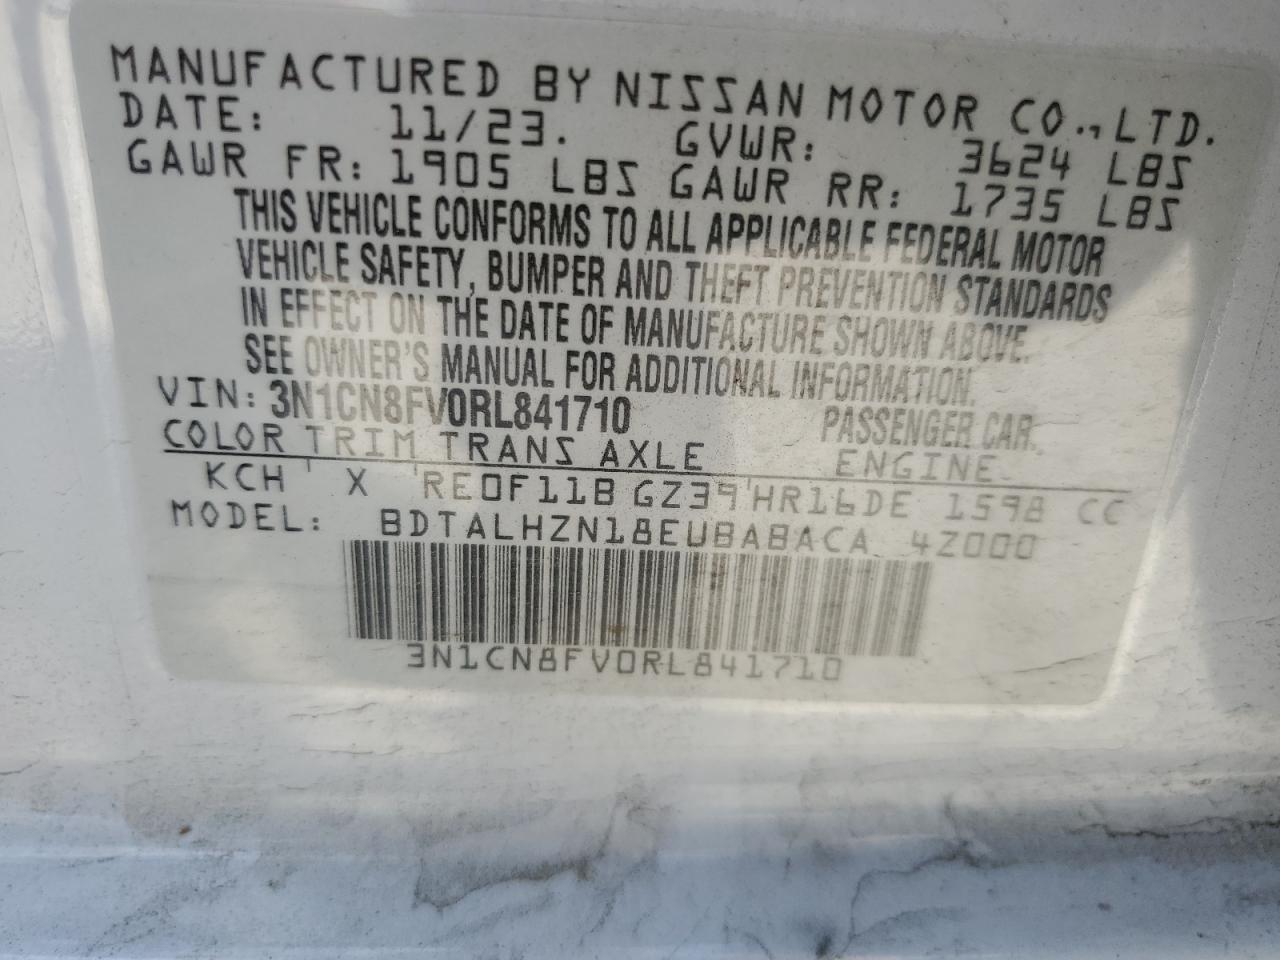 MANUFACTURED BY NISSAN MOTOR CO., LTD.
DATE: 11/23. GVWR: 3624 LBS
GAWR FR: 1905 LBS GAWR RR: 1735 LBS
THIS VEHICLE CONFORMS TO ALL APPLICABLE FEDERAL MOTOR
VEHICLE SAFETY, BUMPER AND THEFT PREVENTION STANDARDS
IN EFFECT ON THE DATE OF MANUFACTURE SHOWN ABOVE.
SEE OWNER'S MANUAL FOR ADDITIONAL INFORMATION.
VIN: 3N1CN8FV0RL841710 PASSENGER CAR.
COLOR TRIM TRANS AXLE ENGINE
KCH X RE0F11B GZ39 HR16DE 1598 CC
MODEL: BDTALHZN18EUBABACA 4Z000
3N1CN8FV0RL841710